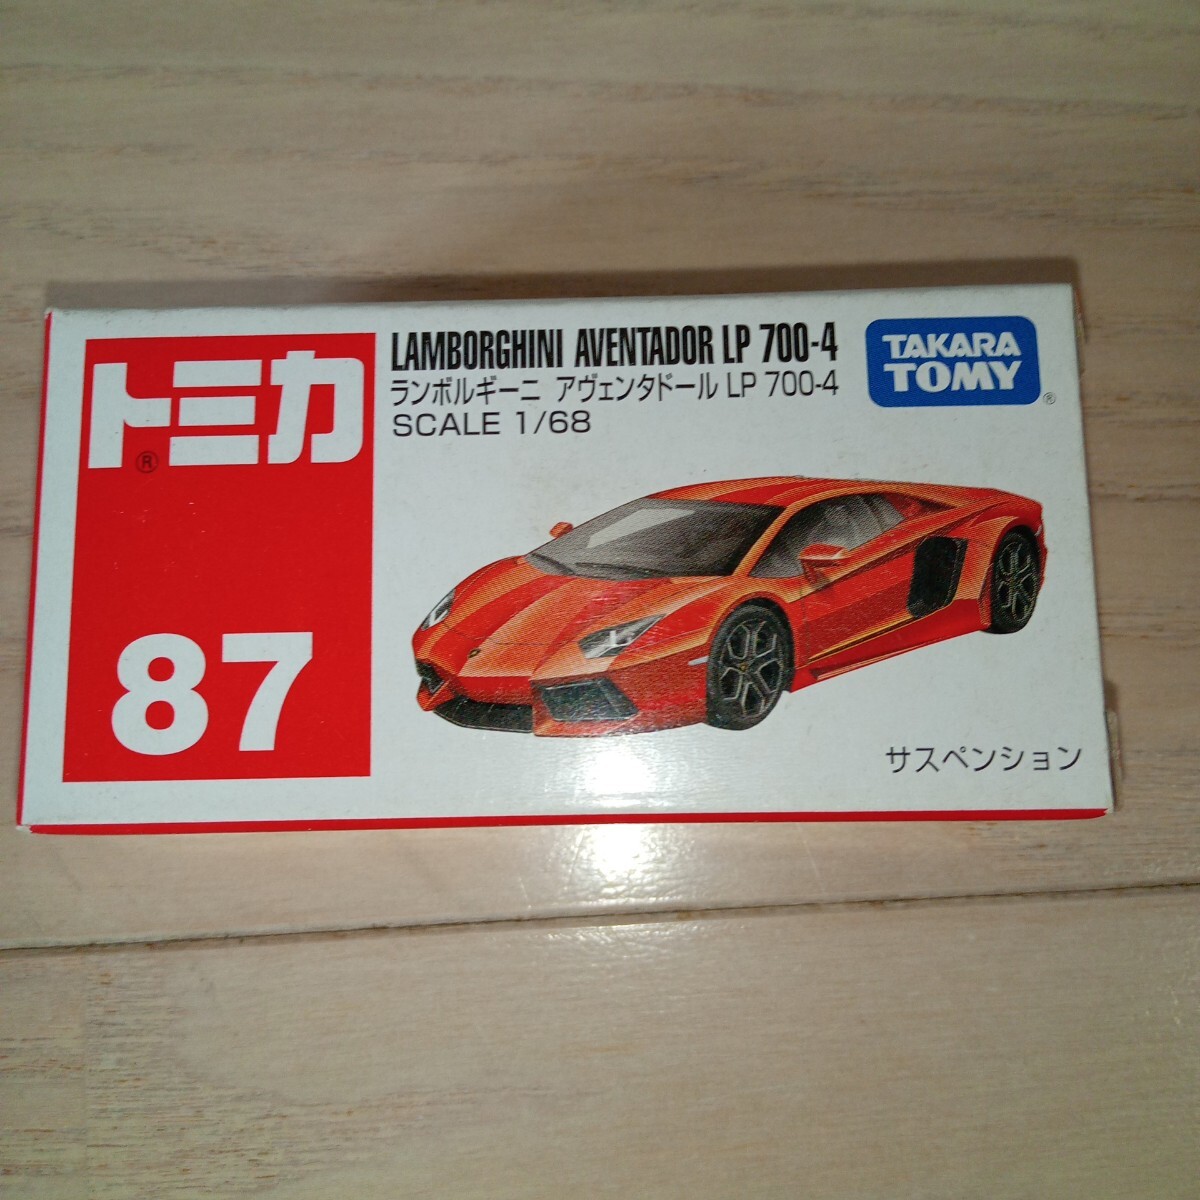 トミカ
®
87
LAMBORGHINI AVENTADOR LP 700-4
ランボルギーニ アヴェンタドール LP 700-4
SCALE 1/68
TAKARA
TOMY
®
サスペンション